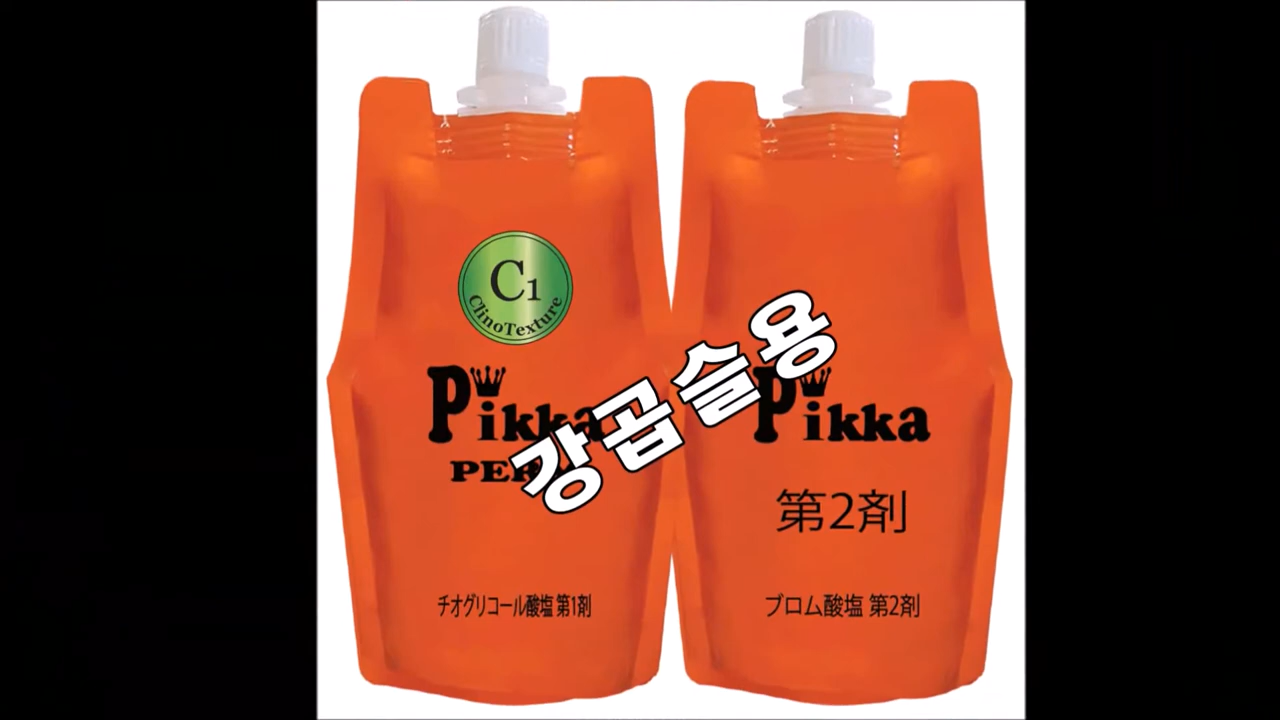 C1
ClinoTexture
Pikka
チオグリコール酸塩 第1剤
Pikka
第2剤
ブロム酸塩 第2剤
강곱슬용